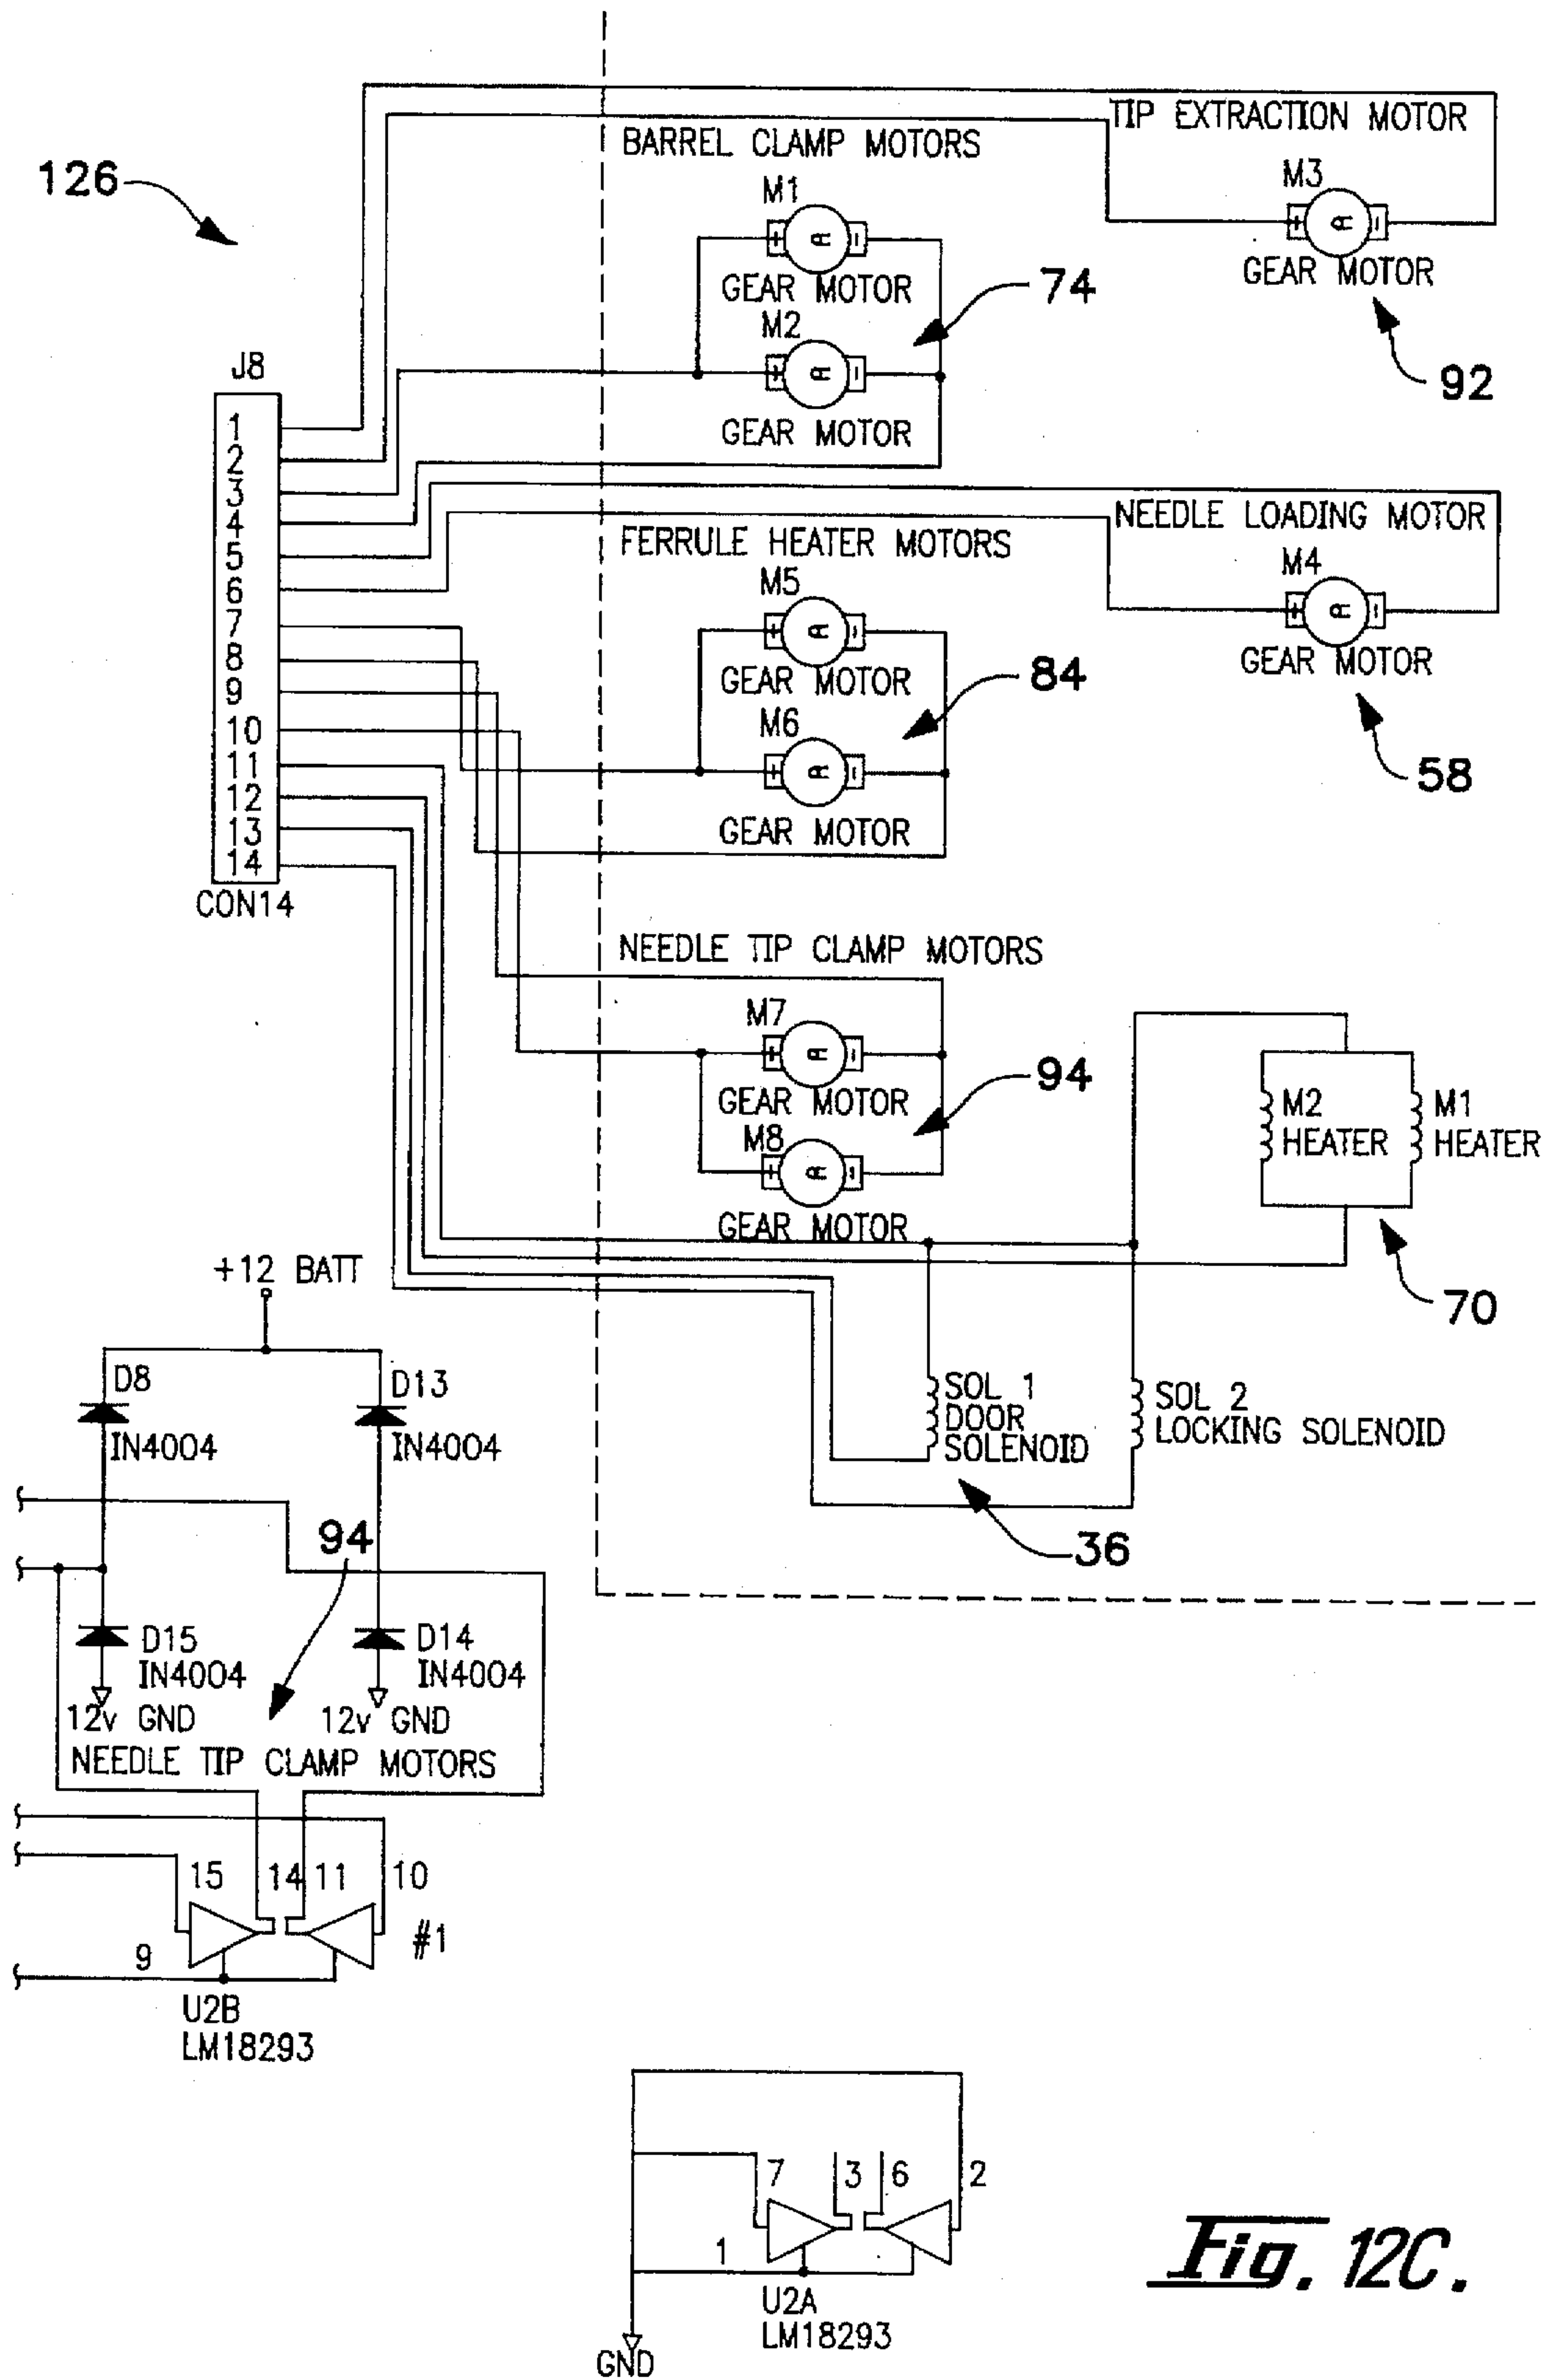 TIP EXTRACTION MOTOR
BARREL CLAMP MOTORS
126
M1
M3
GEAR MOTOR
74
GEAR MOTOR
M2
92
J8
GEAR MOTOR
1
2
3
4
5
6
7
8
9
10
11
12
13
14
CON14
NEEDLE LOADING MOTOR
FERRULE HEATER MOTORS
M4
M5
GEAR MOTOR
GEAR MOTOR
84
M6
58
GEAR MOTOR
NEEDLE TIP CLAMP MOTORS
M7
94
GEAR MOTOR
M8
GEAR MOTOR
M2
HEATER
M1
HEATER
70
+12 BATT
D8
IN4004
D13
IN4004
SOL 1
DOOR
SOLENOID
SOL 2
LOCKING SOLENOID
36
94
D15
IN4004
D14
IN4004
12v GND
12v GND
NEEDLE TIP CLAMP MOTORS
15 14 11 10
#1
9
U2B
LM18293
7 3 6 2
1
U2A
LM18293
GND
Fig. 12C.